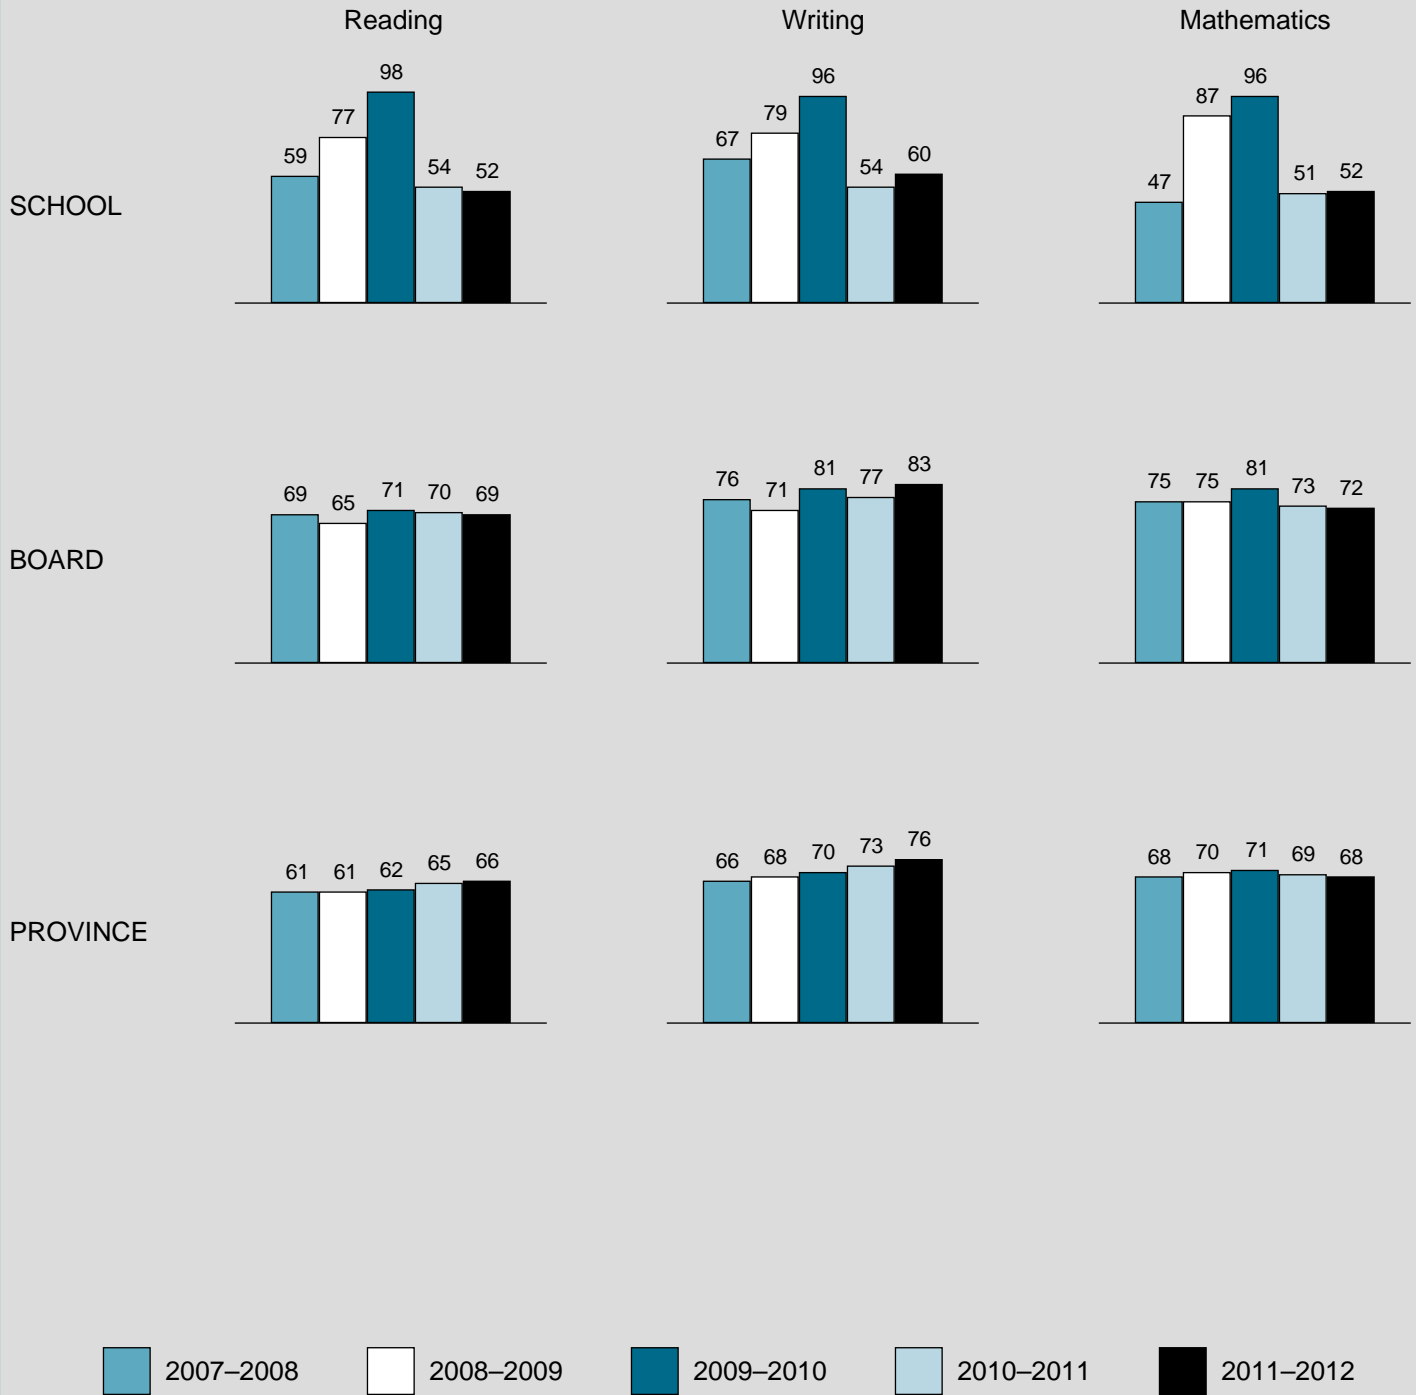 Reading Writing Mathematics
SCHOOL
59 77 98 54 52
67 79 96 54 60
47 87 96 51 52
BOARD
69 65 71 70 69
76 71 81 77 83
75 75 81 73 72
PROVINCE
61 61 62 65 66
66 68 70 73 76
68 70 71 69 68
2007–2008 2008–2009 2009–2010 2010–2011 2011–2012